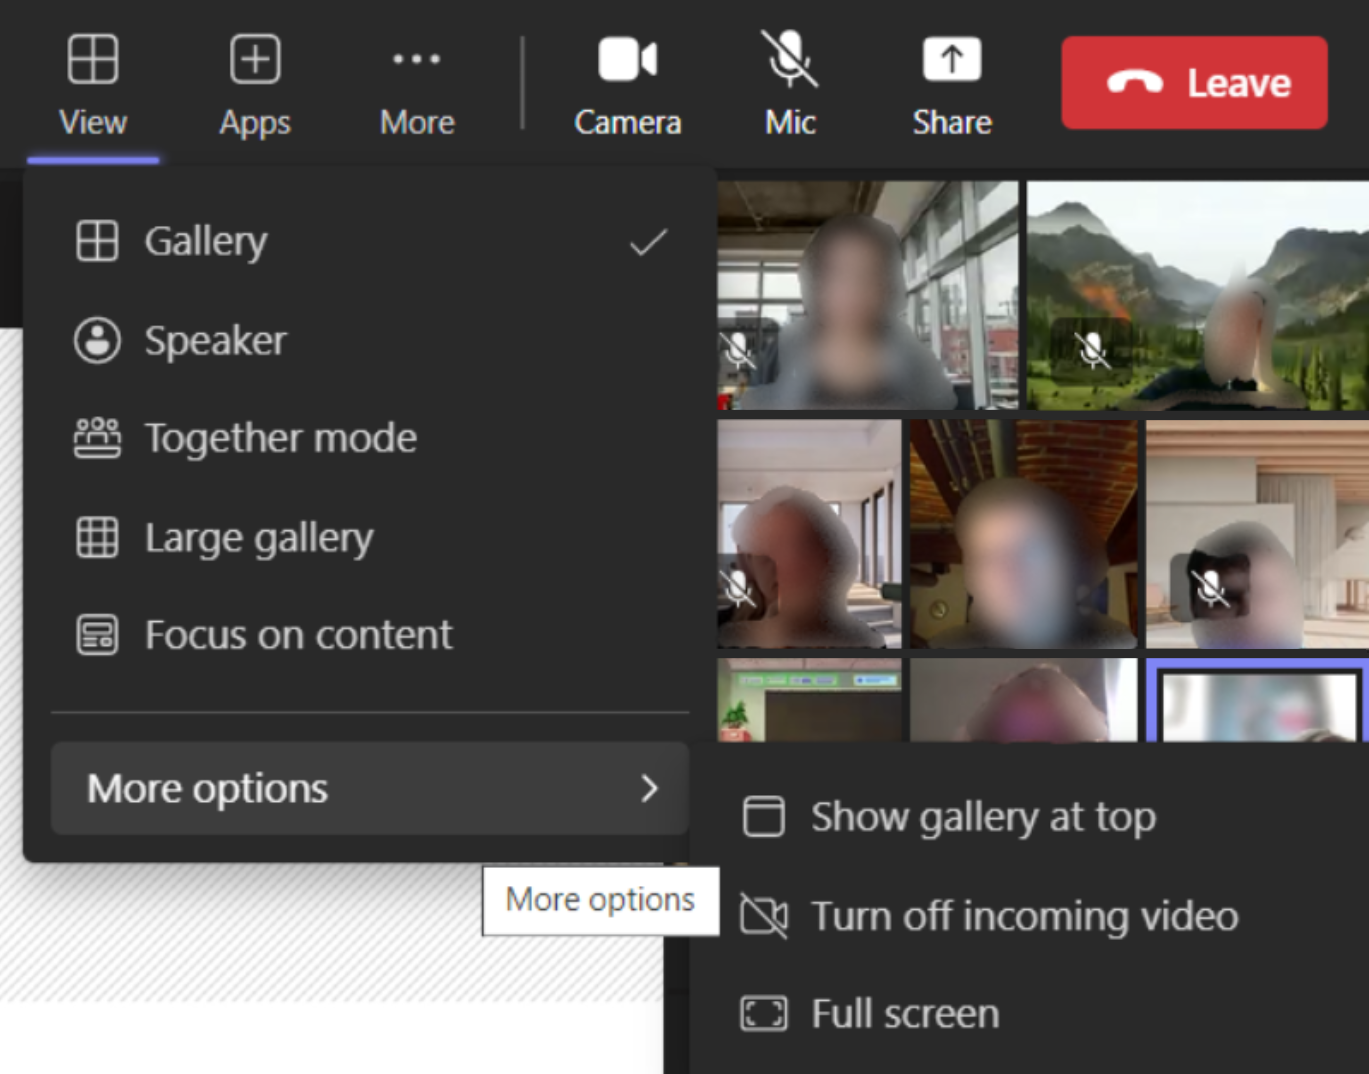 View
Apps
More
Camera
Mic
Share
Leave
Gallery
Speaker
Together mode
Large gallery
Focus on content
More options
More options
Show gallery at top
Turn off incoming video
Full screen